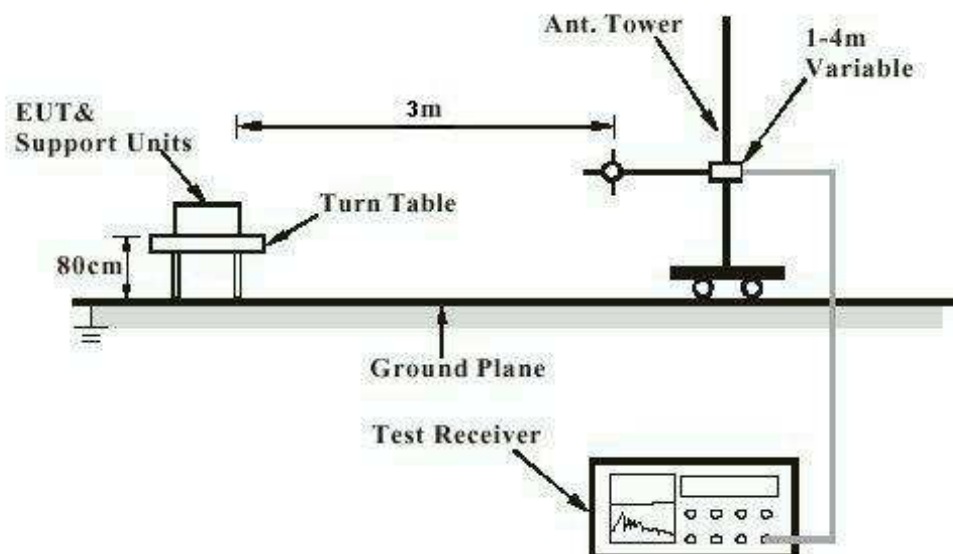 Ant. Tower
1-4m
Variable
EUT&
Support Units
3m
Turn Table
80cm
Ground Plane
Test Receiver